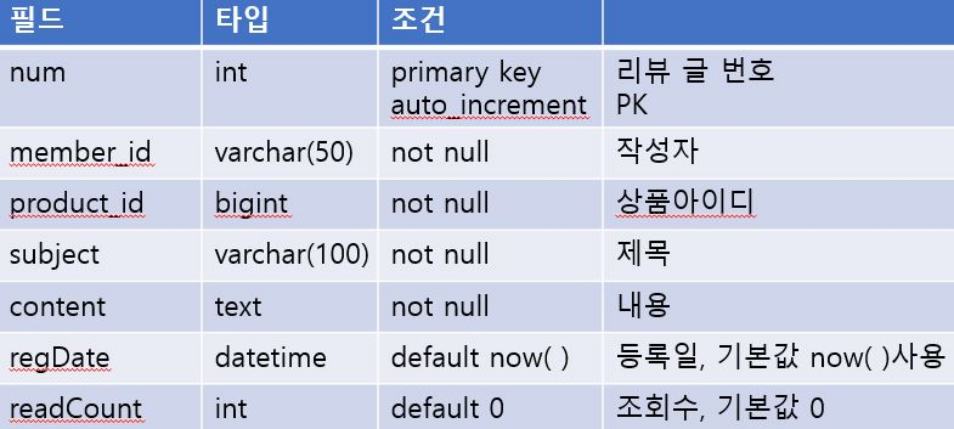 필드 타입 조건
num int primary key 리뷰 글 번호
auto_increment PK
member_id varchar(50) not null 작성자
product_id bigint not null 상품아이디
subject varchar(100) not null 제목
content text not null 내용
regDate datetime default now( ) 등록일, 기본값 now( )사용
readCount int default 0 조회수, 기본값 0